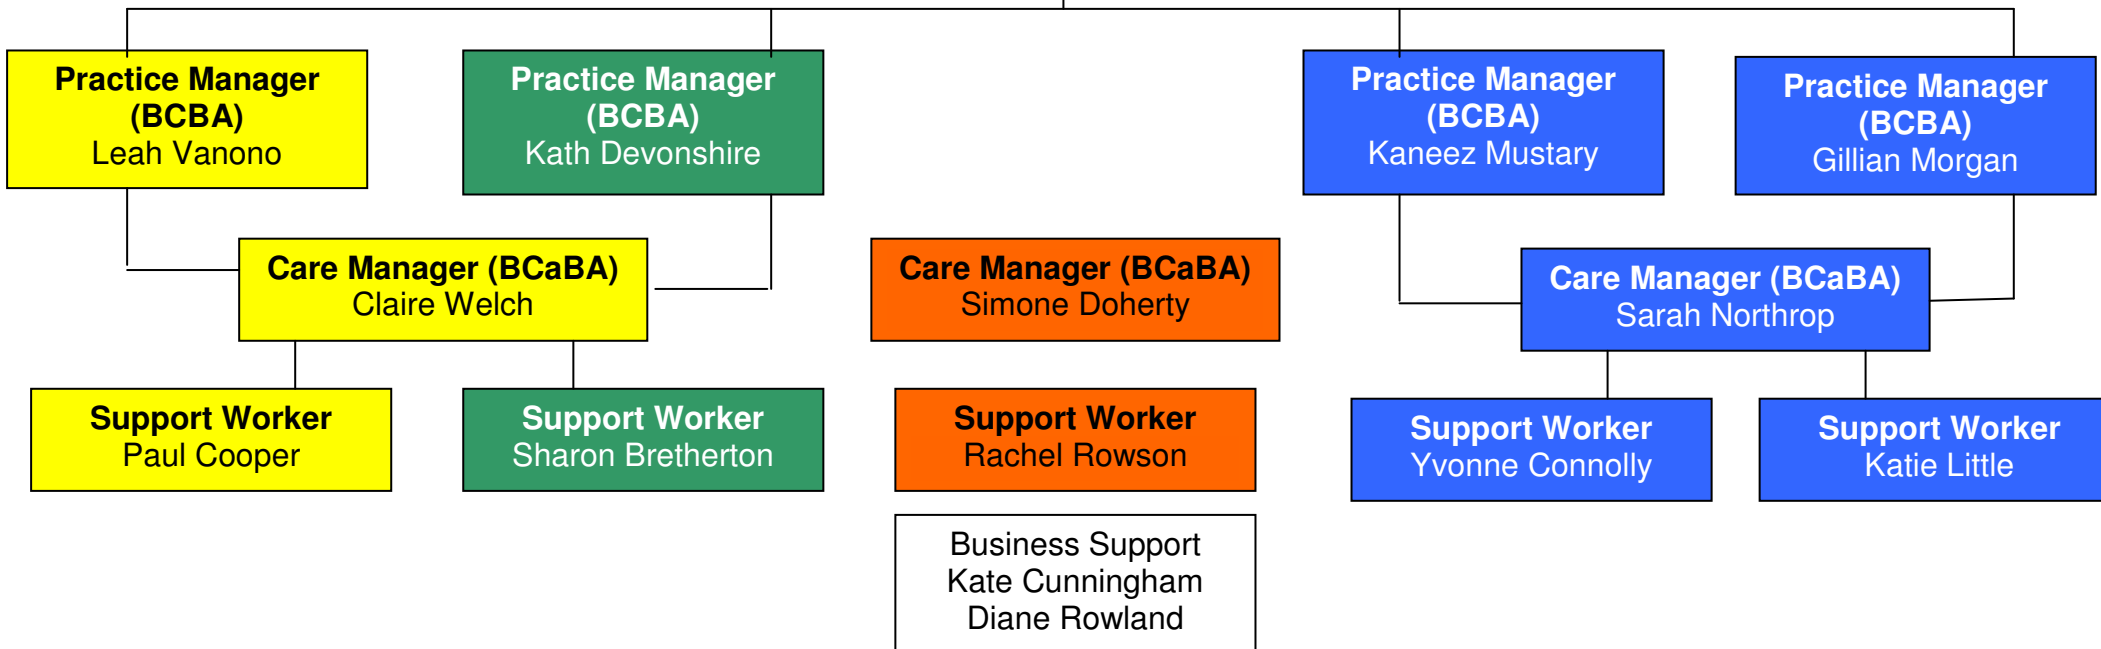 Practice Manager
(BCBA)
Leah Vanono
Practice Manager
(BCBA)
Kath Devonshire
Practice Manager
(BCBA)
Kaneez Mustary
Practice Manager
(BCBA)
Gillian Morgan
Care Manager (BCaBA)
Claire Welch
Care Manager (BCaBA)
Simone Doherty
Care Manager (BCaBA)
Sarah Northrop
Support Worker
Paul Cooper
Support Worker
Sharon Bretherton
Support Worker
Rachel Rowson
Support Worker
Yvonne Connolly
Support Worker
Katie Little
Business Support
Kate Cunningham
Diane Rowland